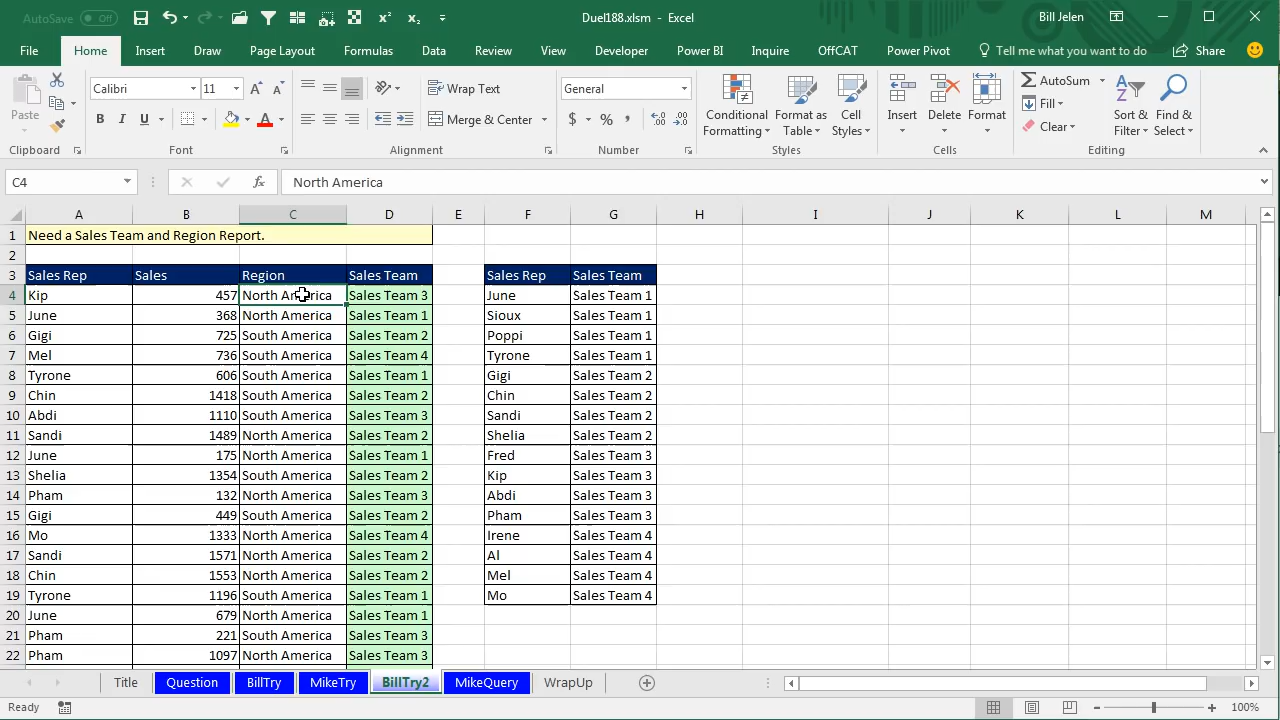 AutoSave Off Duel188.xlsm - Excel Bill Jelen
File Home Insert Draw Page Layout Formulas Data Review View Developer Power BI Inquire OffCAT Power Pivot Tell me what you want to do Share
Paste Calibri 11 Wrap Text General Conditional Formatting Format as Table Cell Styles Insert Delete Format AutoSum Sort & Filter Find & Select
B I U Merge & Center $ % Fill Clear
Clipboard Font Alignment Number Styles Cells Editing
C4 fx North America
A B C D E F G H I J K L M
1 Need a Sales Team and Region Report.
2
3 Sales Rep Sales Region Sales Team Sales Rep Sales Team
4 Kip 457 North America Sales Team 3 June Sales Team 1
5 June 368 North America Sales Team 1 Sioux Sales Team 1
6 Gigi 725 South America Sales Team 2 Poppi Sales Team 1
7 Mel 736 South America Sales Team 4 Tyrone Sales Team 1
8 Tyrone 606 South America Sales Team 1 Gigi Sales Team 2
9 Chin 1418 South America Sales Team 2 Chin Sales Team 2
10 Abdi 1110 South America Sales Team 3 Sandi Sales Team 2
11 Sandi 1489 North America Sales Team 2 Shelia Sales Team 2
12 June 175 North America Sales Team 1 Fred Sales Team 3
13 Shelia 1354 South America Sales Team 2 Kip Sales Team 3
14 Pham 132 North America Sales Team 3 Abdi Sales Team 3
15 Gigi 449 South America Sales Team 2 Pham Sales Team 3
16 Mo 1333 North America Sales Team 4 Irene Sales Team 4
17 Sandi 1571 North America Sales Team 2 Al Sales Team 4
18 Chin 1553 North America Sales Team 2 Mel Sales Team 4
19 Tyrone 1196 South America Sales Team 1 Mo Sales Team 4
20 June 679 North America Sales Team 1
21 Pham 221 South America Sales Team 3
22 Pham 1097 North America Sales Team 3
Title Question BillTry MikeTry BillTry2 MikeQuery WrapUp
Ready 100%